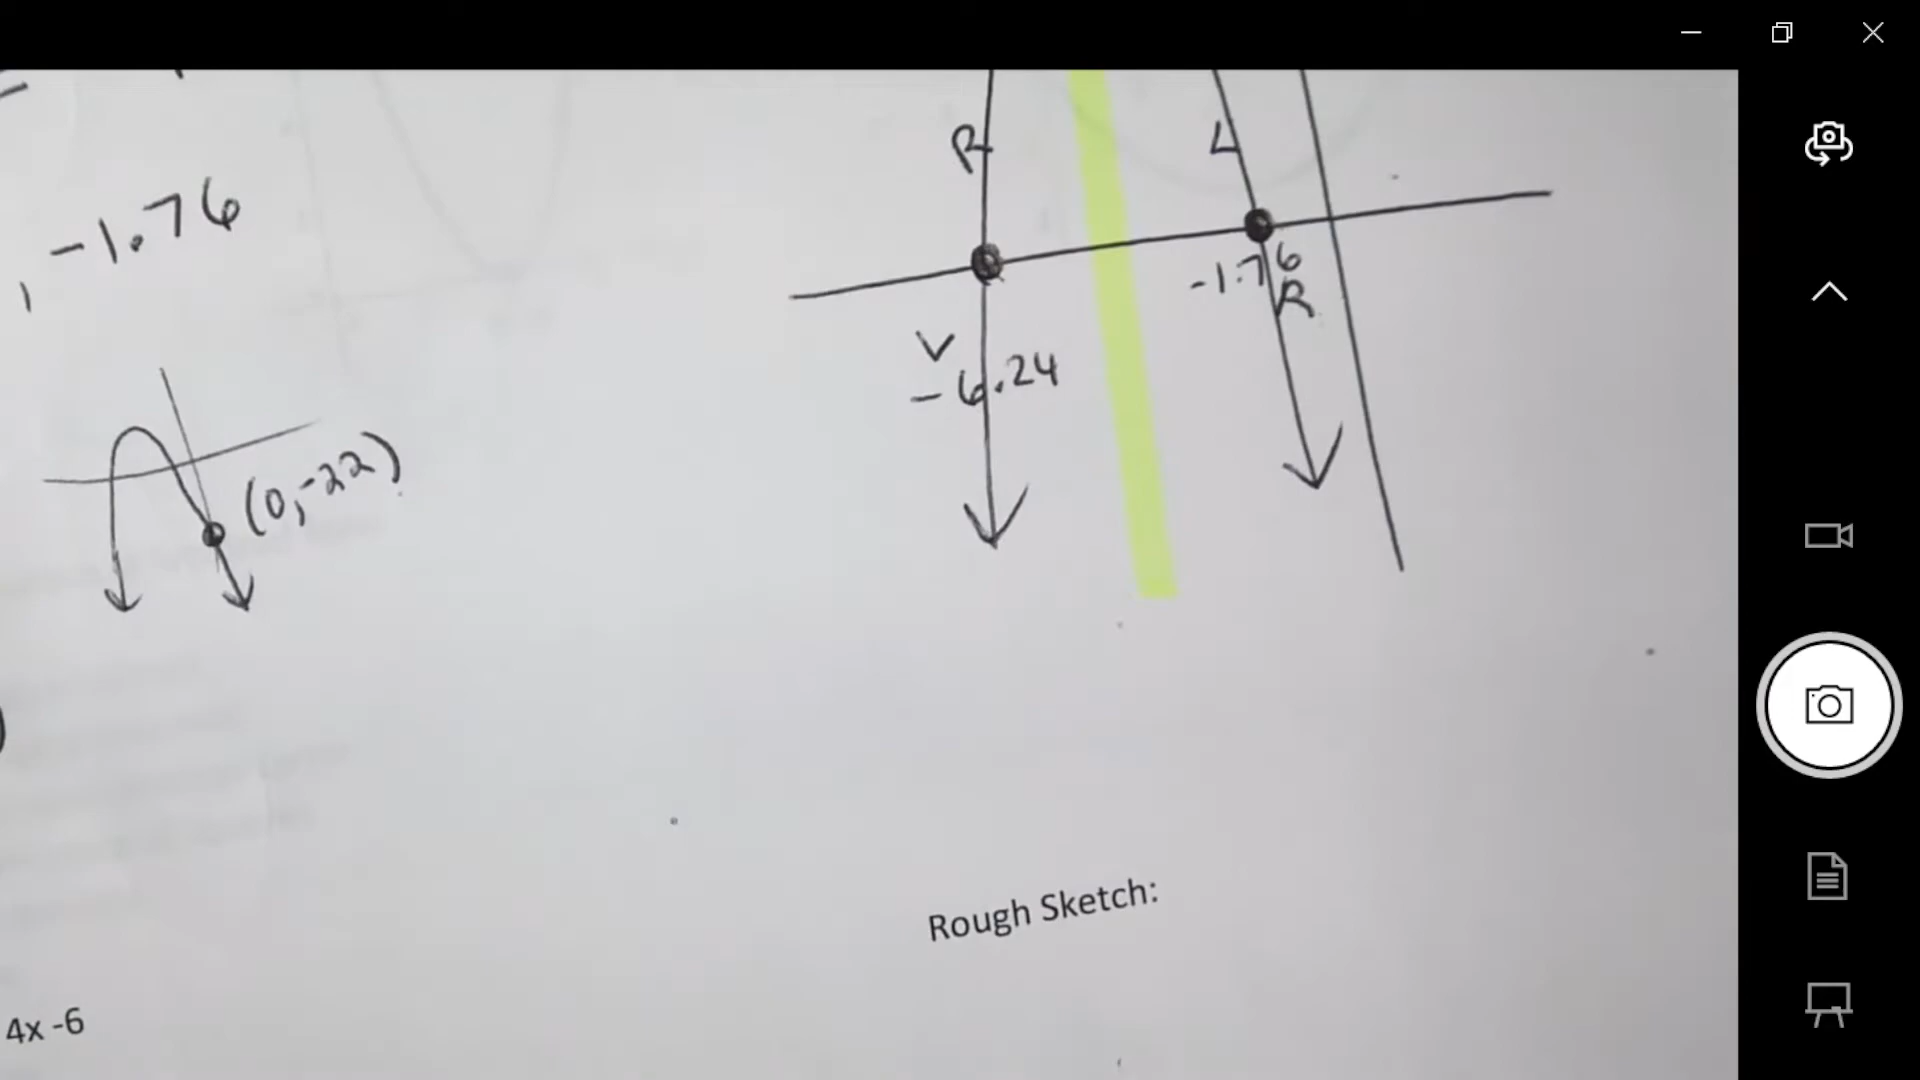 R
L
, -1.76
-1.76
R
-6.24
(0,-22)
Rough Sketch:
4x -6